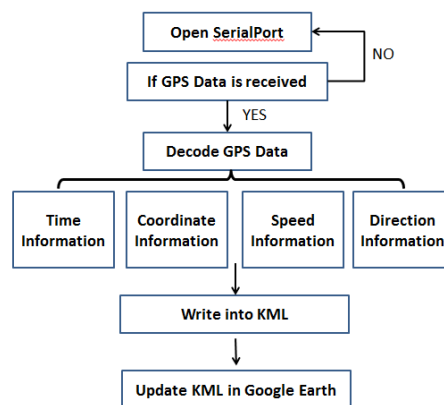 Open SerialPort
NO
If GPS Data is received
YES
Decode GPS Data
Time
Information
Coordinate
Information
Speed
Information
Direction
Information
Write into KML
Update KML in Google Earth